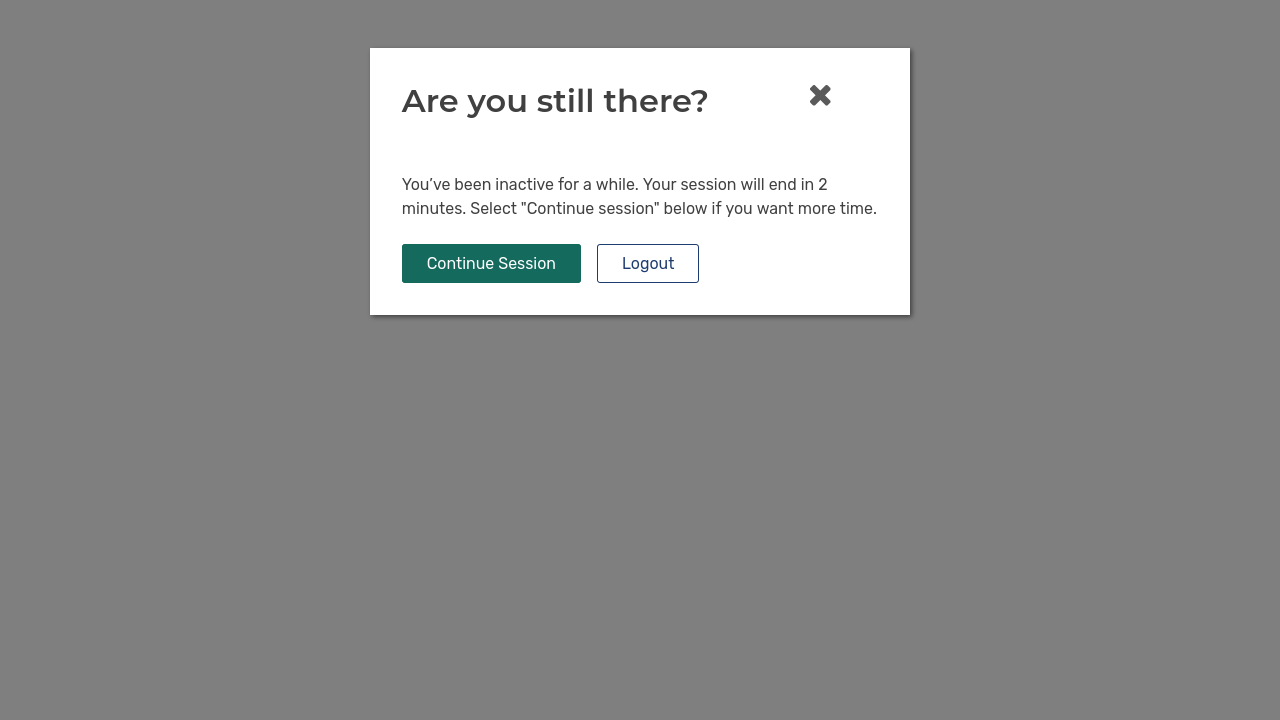 Are you still there?
You’ve been inactive for a while. Your session will end in 2
minutes. Select "Continue session" below if you want more time.
Continue Session
Logout